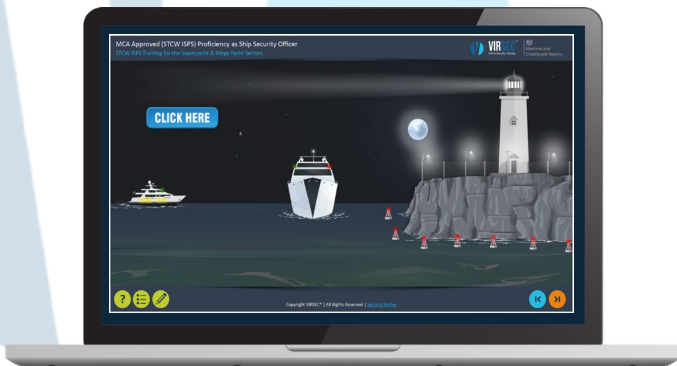 MCA Approved (STCW ISPS) Proficiency as Ship Security Officer
STCW ISPS Training for the Superyacht & Mega Yacht Sectors
VIRSEC
Maritime and
Coastguard Agency
CLICK HERE
?
Copyright VIRSEC® | All Rights Reserved |